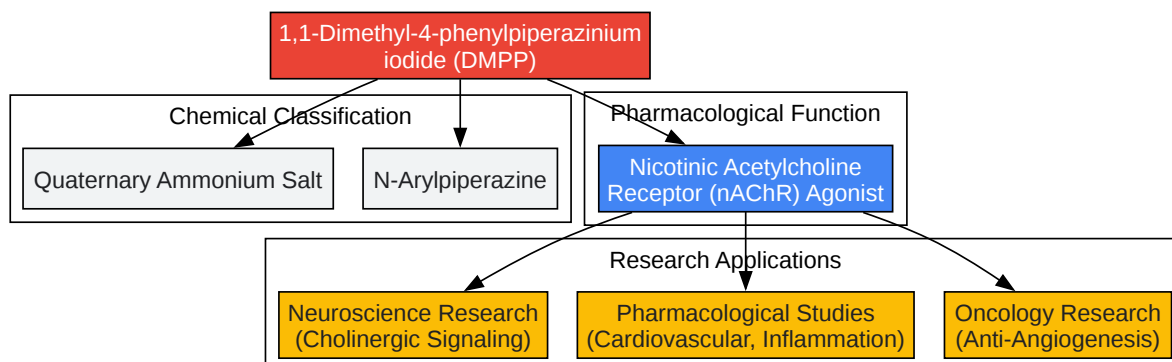 1,1-Dimethyl-4-phenylpiperazinium
iodide (DMPP)
Chemical Classification
Pharmacological Function
Quaternary Ammonium Salt
N-Arylpiperazine
Nicotinic Acetylcholine
Receptor (nAChR) Agonist
Research Applications
Neuroscience Research
(Cholinergic Signaling)
Pharmacological Studies
(Cardiovascular, Inflammation)
Oncology Research
(Anti-Angiogenesis)